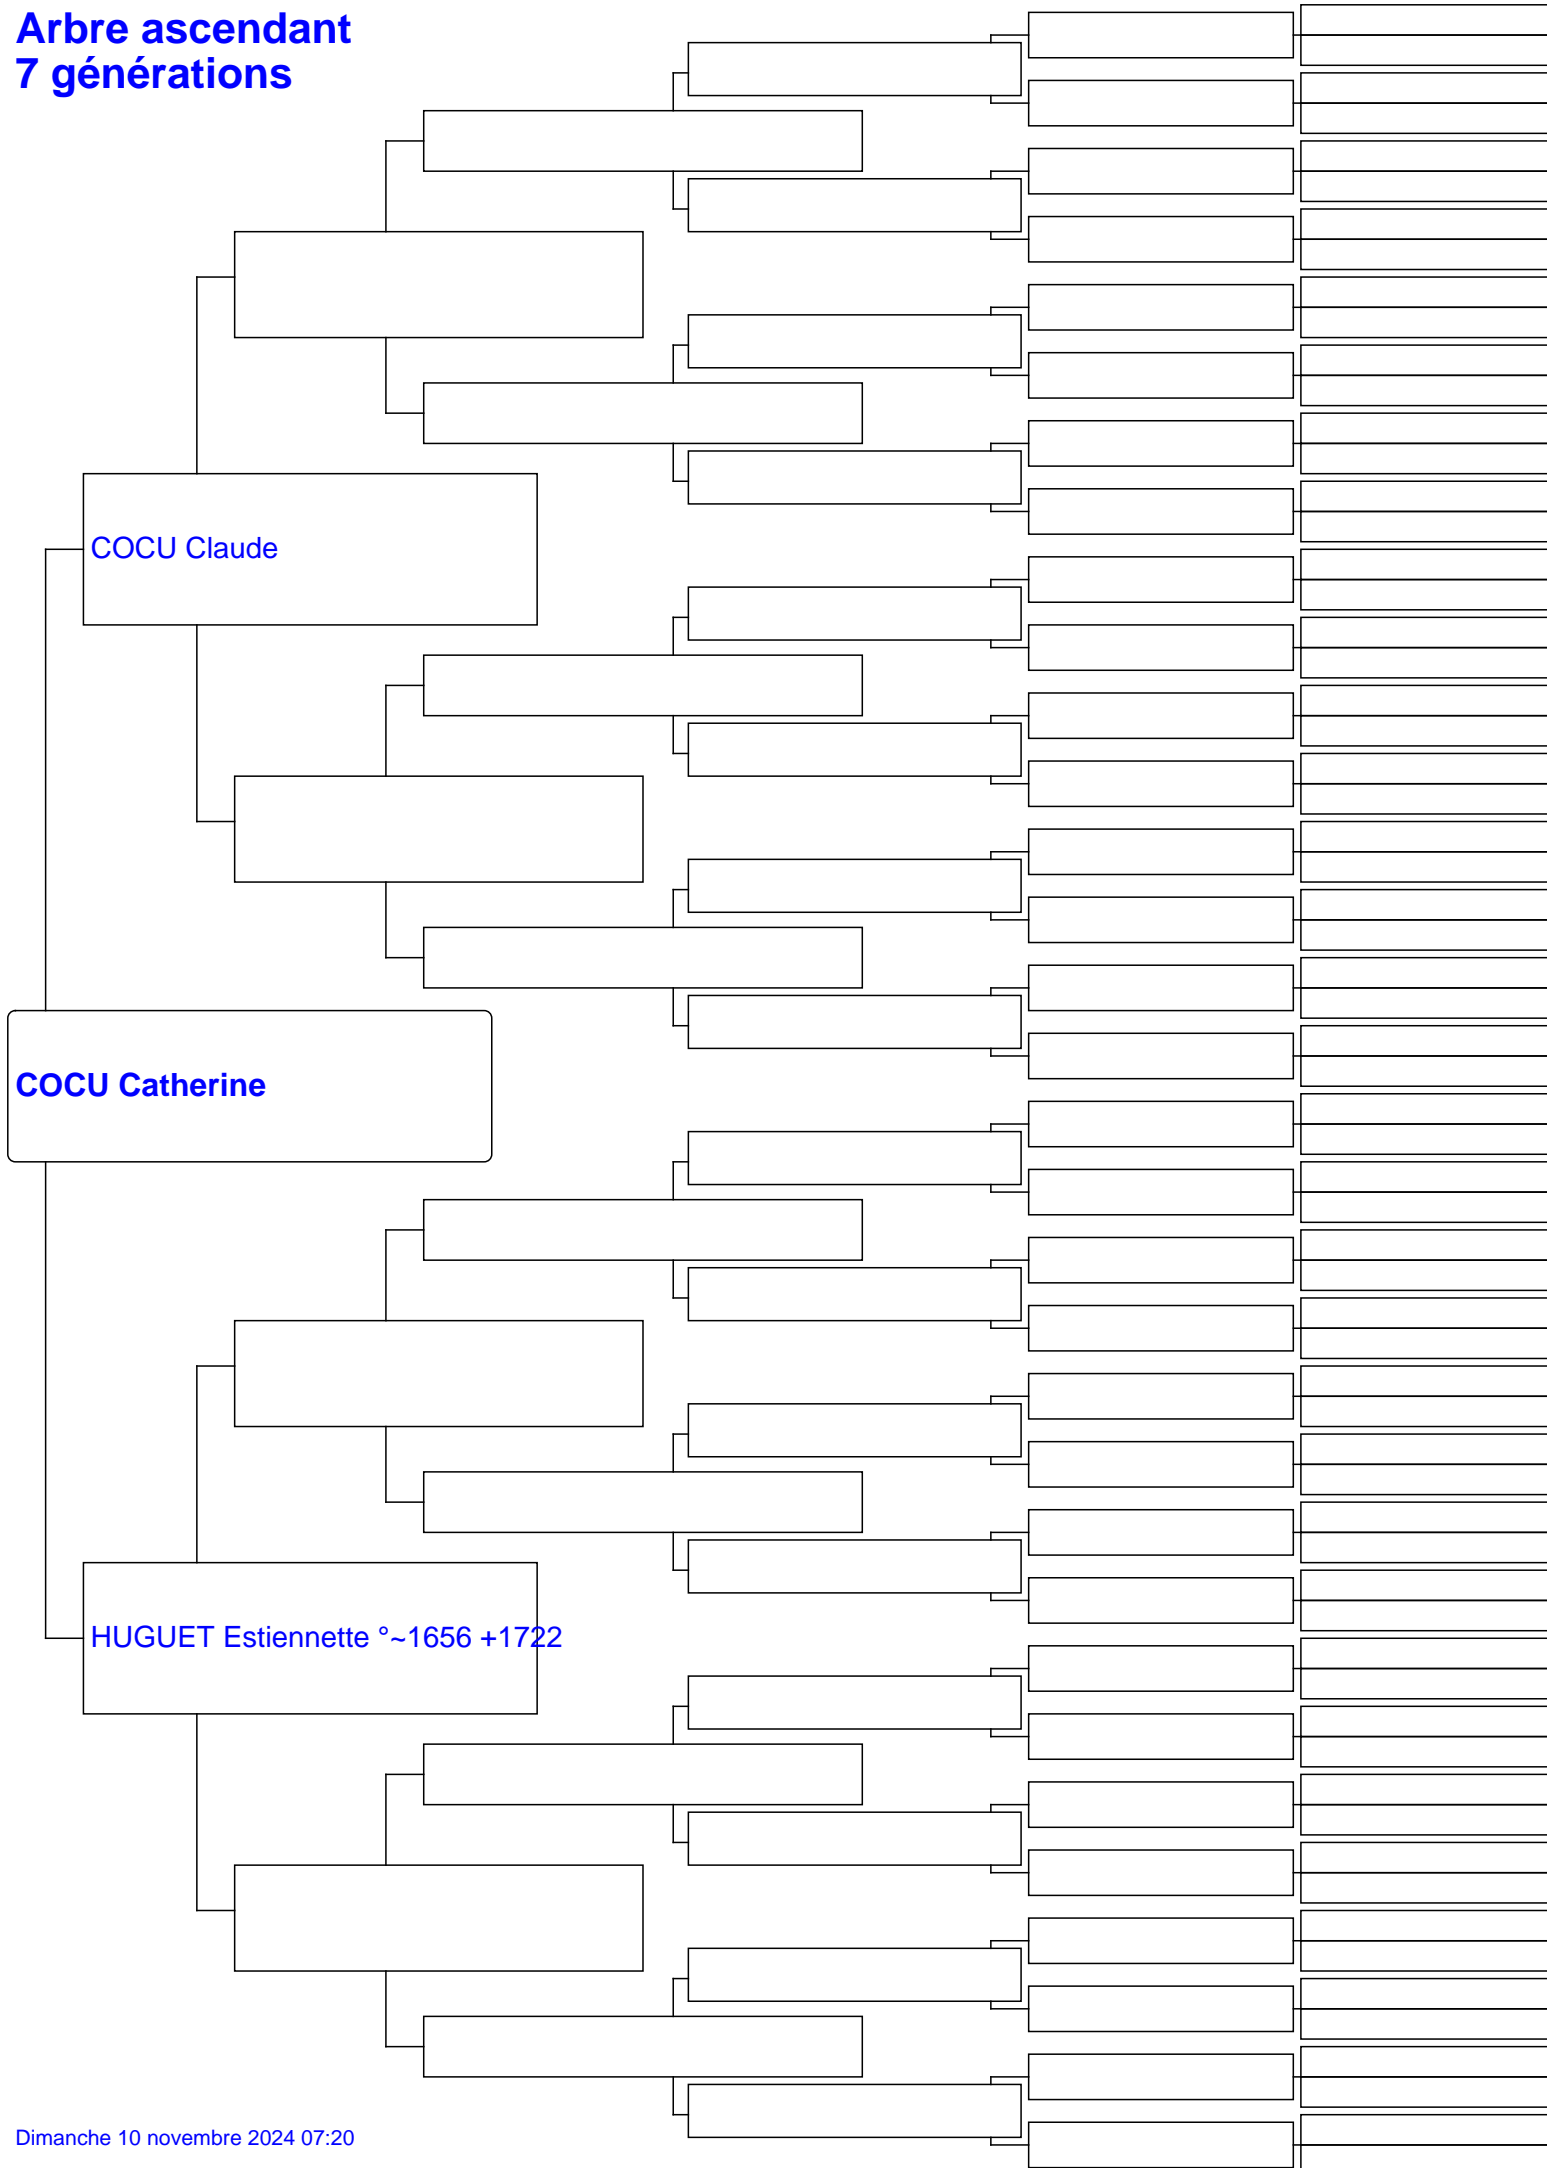 Arbre ascendant
7 générations
COCU Claude
COCU Catherine
HUGUET Estiennette °~1656 +1722
Dimanche 10 novembre 2024 07:20